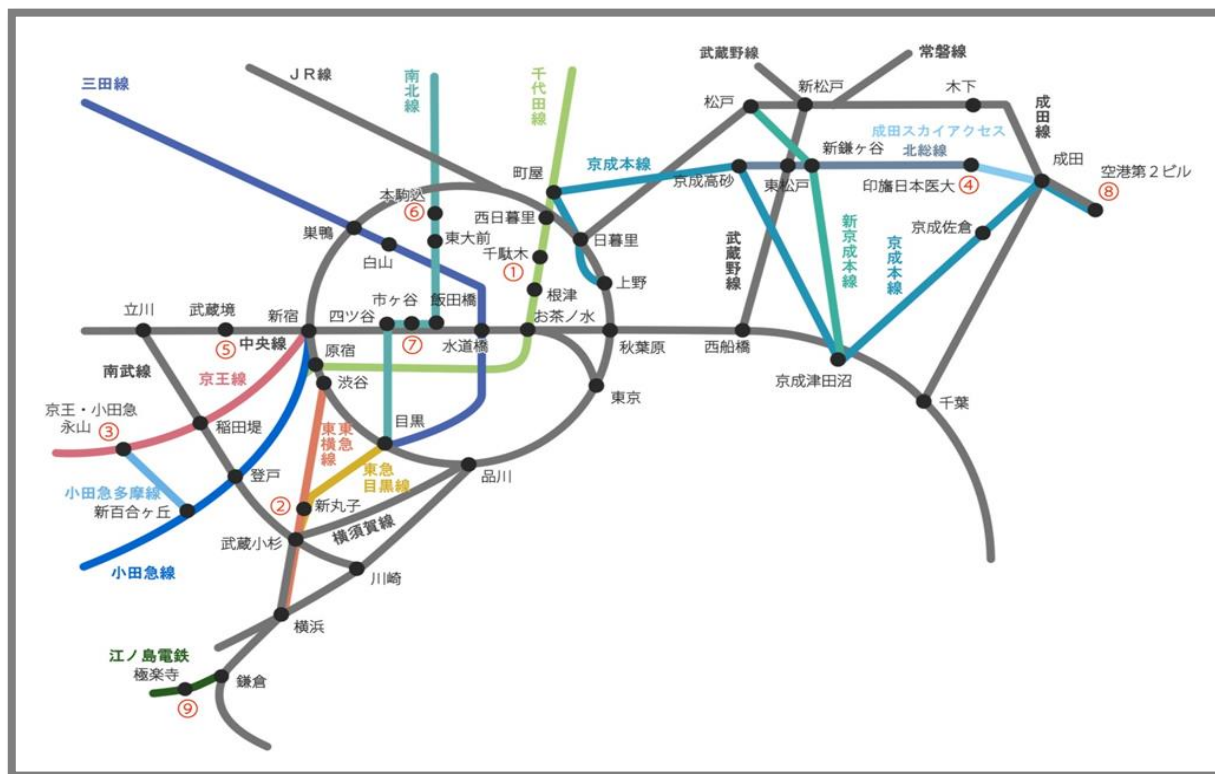 三田線
JR線
南北線
千代田線
武蔵野線
常磐線
松戸
新松戸
木下
成田線
成田スカイアクセス
新鎌ヶ谷
北総線
成田
空港第２ビル
⑧
町屋
京成本線
京成高砂
東松戸
印旛日本医大
④
本駒込
⑥
西日暮里
日暮里
巣鴨
東大前
白山
千駄木
①
新京成本線
京成本線
京成佐倉
武蔵野線
上野
根津
立川
武蔵境
⑤
新宿
中央線
四ツ谷
市ヶ谷
⑦
飯田橋
水道橋
お茶ノ水
秋葉原
西船橋
京成津田沼
南武線
京王線
原宿
渋谷
東京
千葉
京王・小田急
永山
③
稲田堤
東急
東横線
目黒
登戸
東急
目黒線
品川
小田急多摩線
新百合ヶ丘
②
新丸子
横須賀線
武蔵小杉
小田急線
川崎
横浜
江ノ島電鉄
極楽寺
⑨
鎌倉